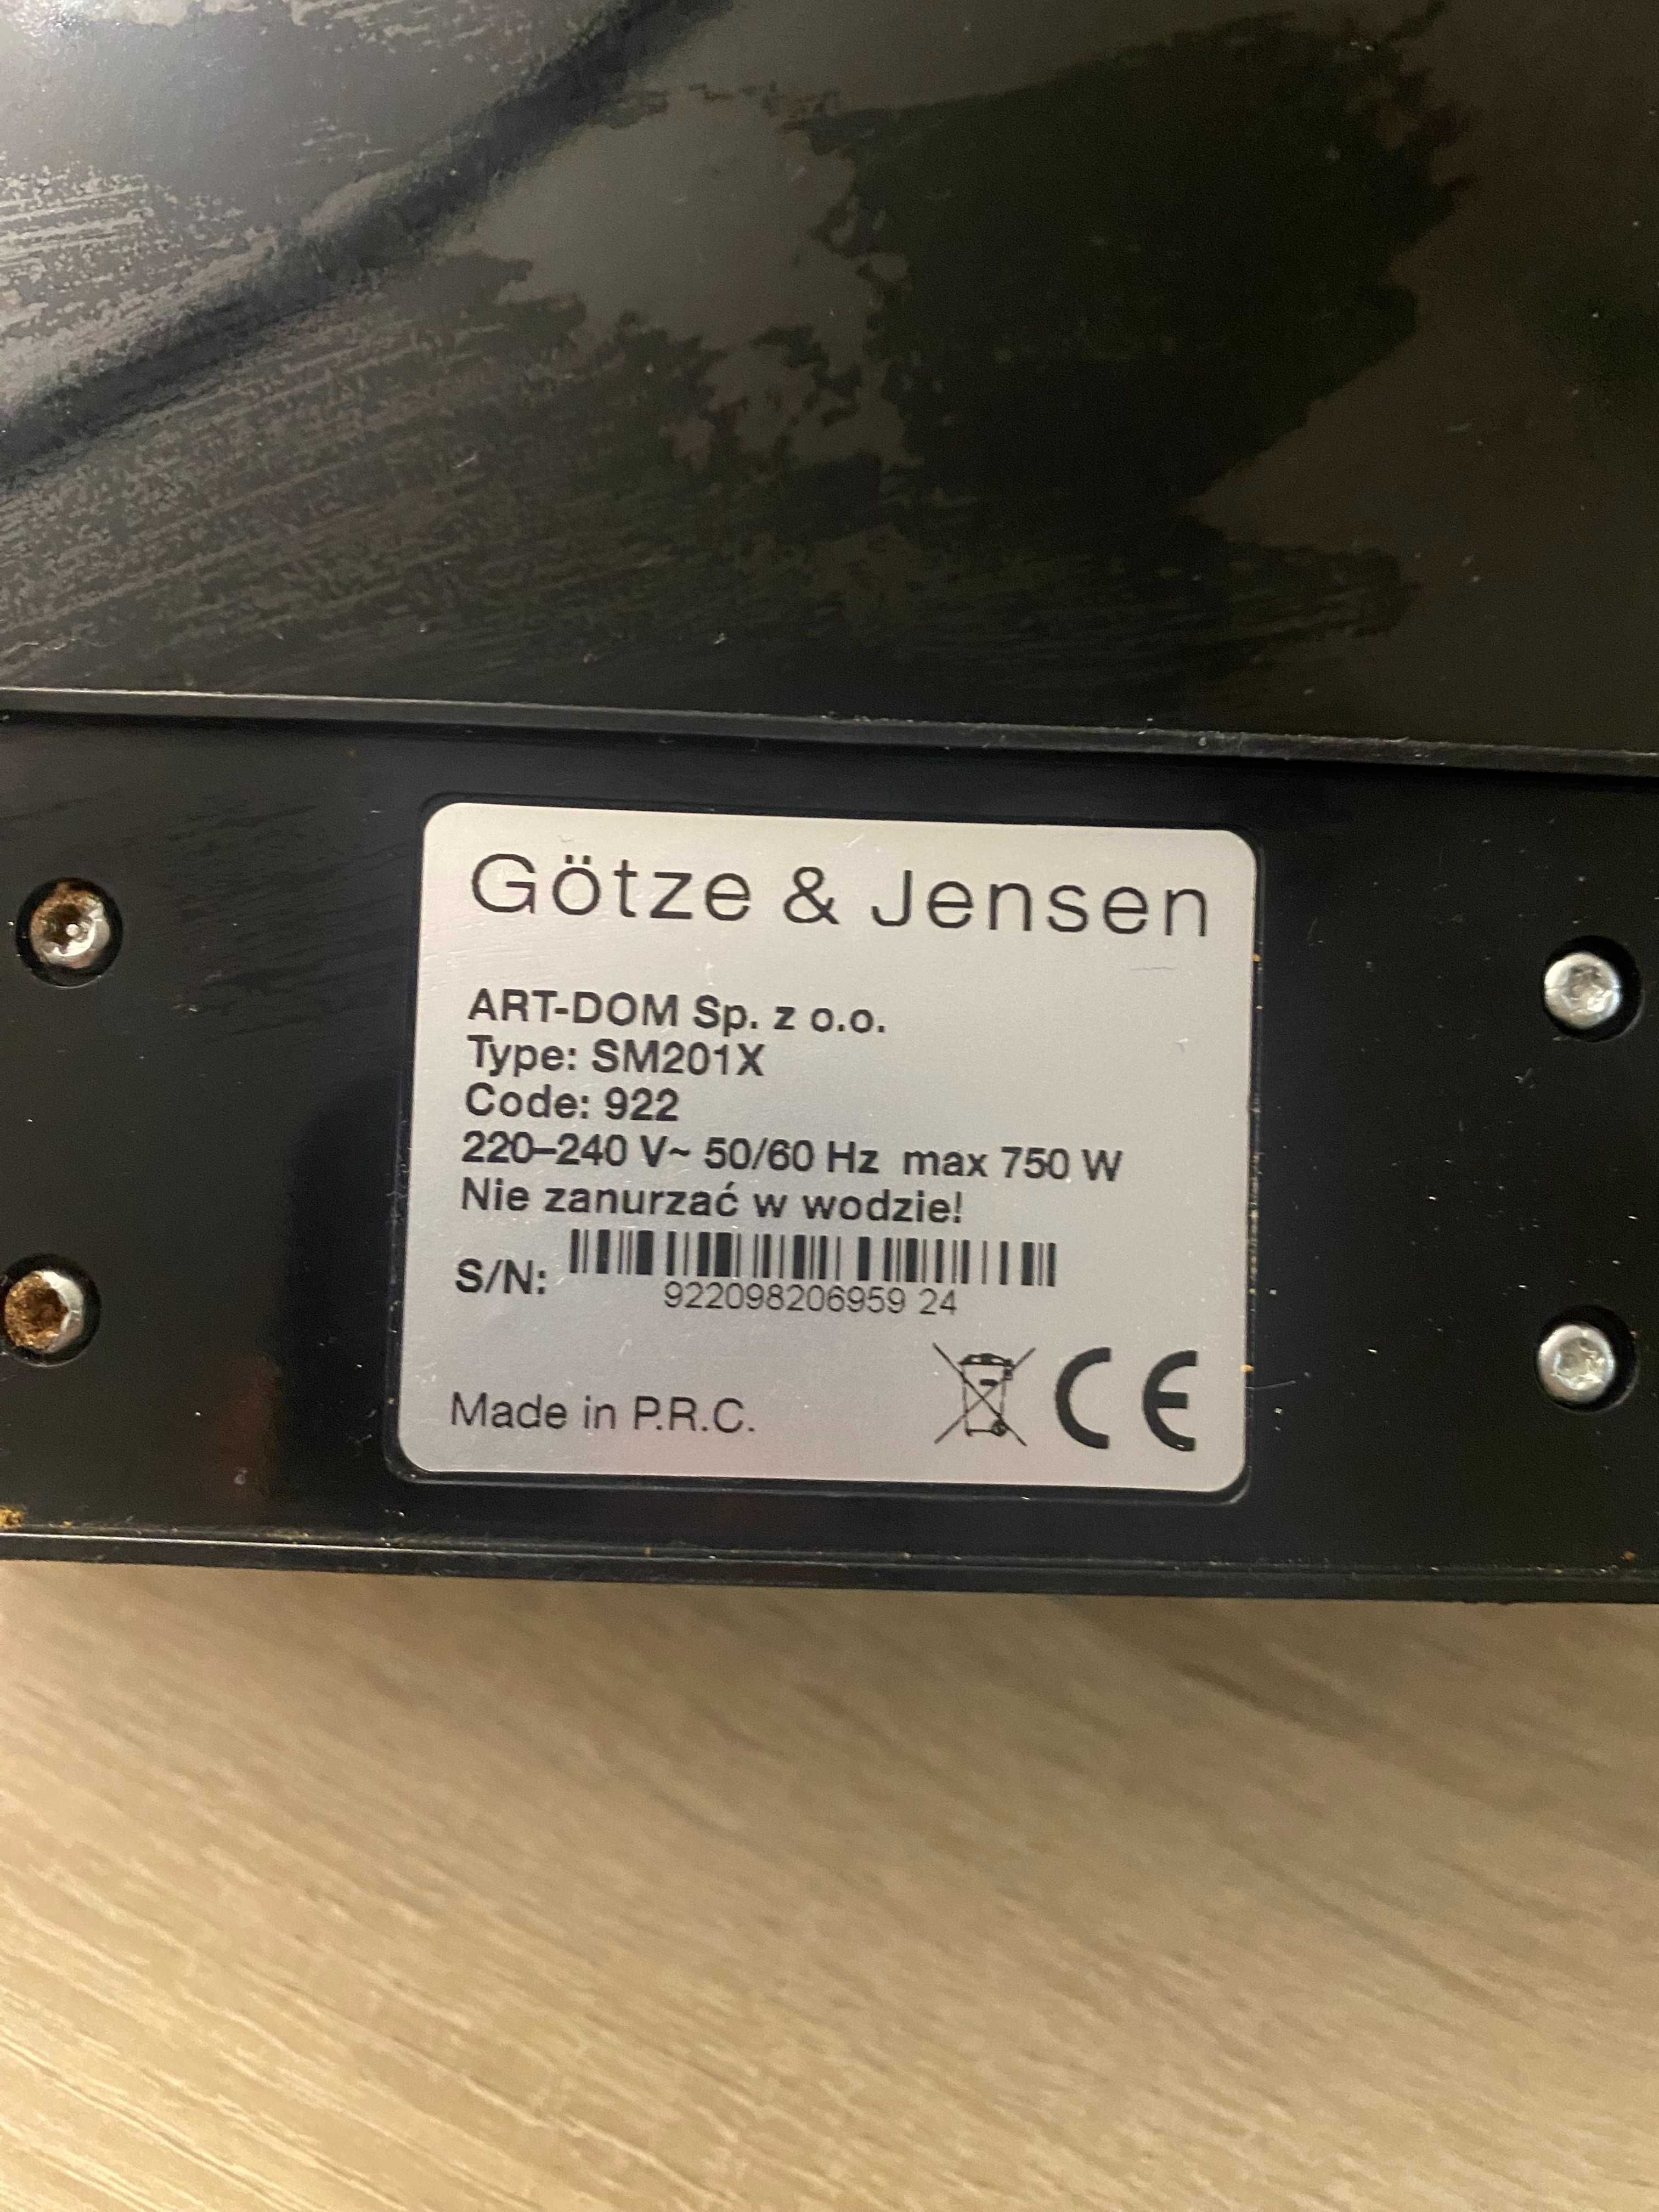 Götze & Jensen
ART-DOM Sp. z o.o.
Type: SM201X
Code: 922
220–240 V~ 50/60 Hz max 750 W
Nie zanurzać w wodzie!
S/N:
922098206959 24
Made in P.R.C.
CE